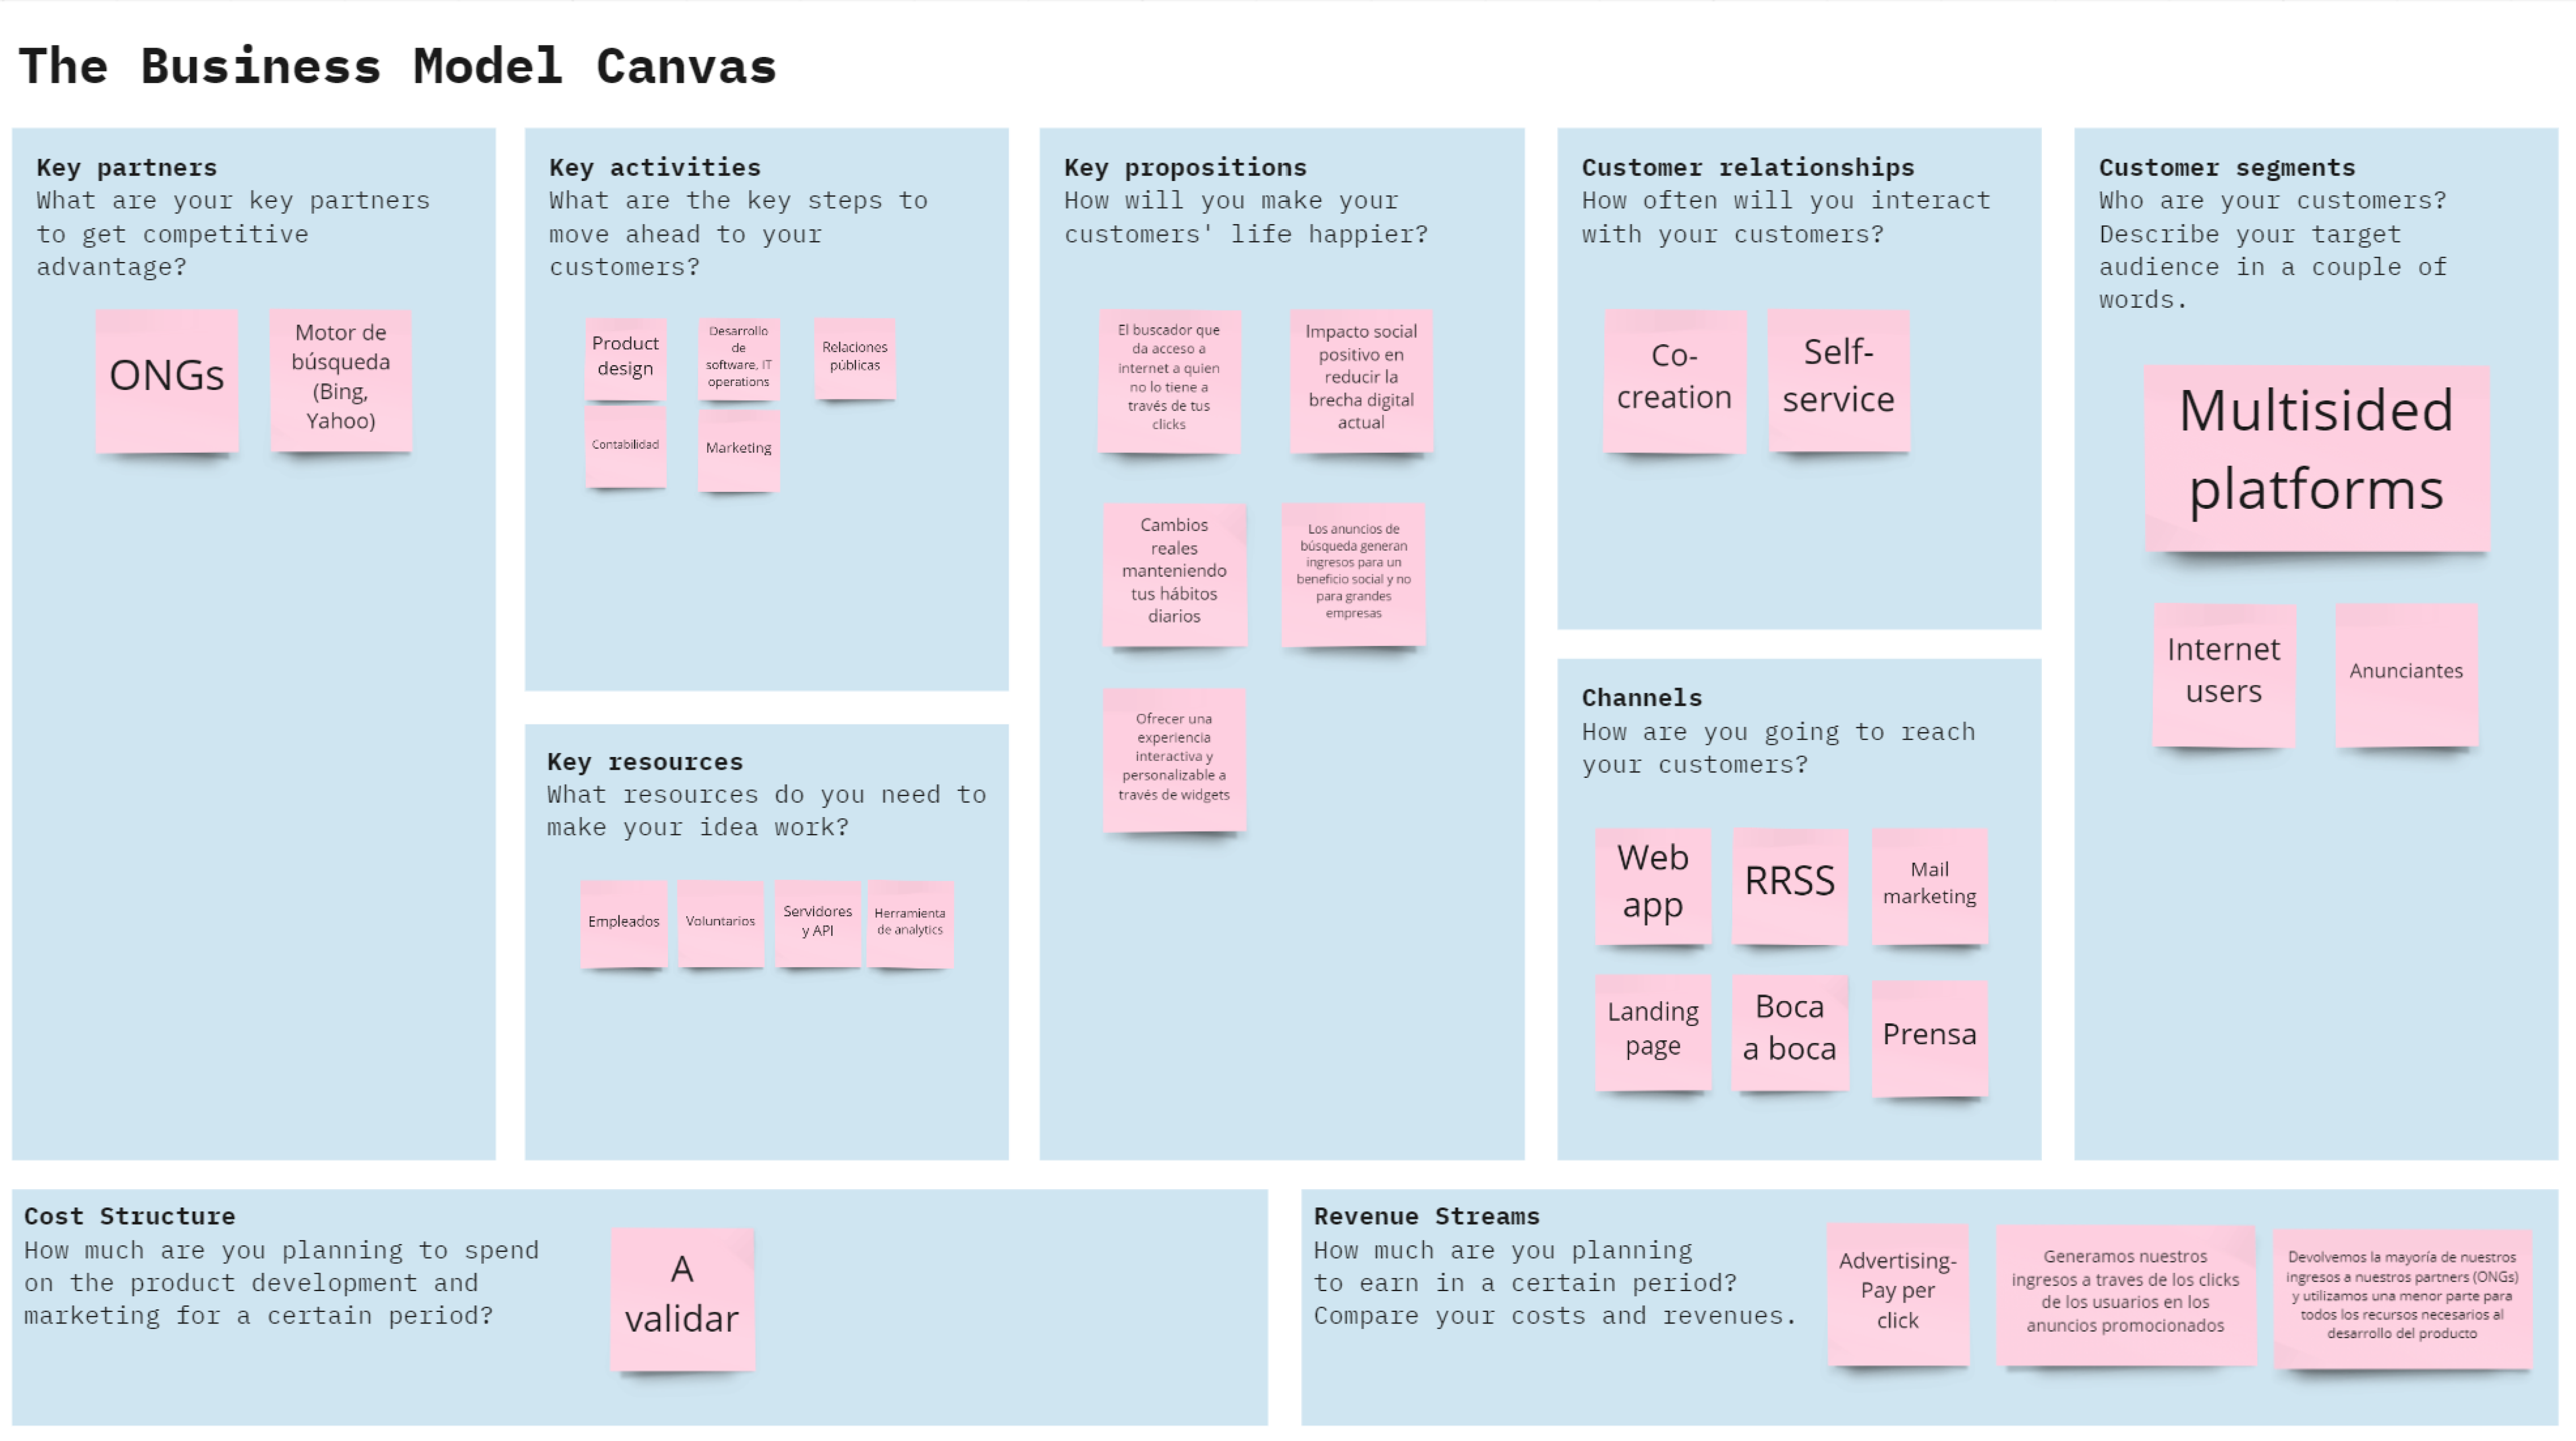 The Business Model Canvas
Key partners
What are your key partners
to get competitive
advantage?
ONGs
Motor de
búsqueda
(Bing,
Yahoo)
Key activities
What are the key steps to
move ahead to your
customers?
Product
design
Desarrollo
de
software, IT
operations
Relaciones
públicas
Contabilidad
Marketing
Key resources
What resources do you need to
make your idea work?
Empleados
Voluntarios
Servidores
y API
Herramienta
de analytics
Key propositions
How will you make your
customers' life happier?
El buscador que
da acceso a
internet a quien
no lo tiene a
través de tus
clicks
Impacto social
positivo en
reducir la
brecha digital
actual
Cambios
reales
manteniendo
tus hábitos
diarios
Los anuncios de
búsqueda generan
ingresos para un
beneficio social y no
para grandes
empresas
Ofrecer una
experiencia
interactiva y
personalizable a
través de widgets
Customer relationships
How often will you interact
with your customers?
Co-
creation
Self-
service
Channels
How are you going to reach
your customers?
Web
app
RRSS
Mail
marketing
Landing
page
Boca
a boca
Prensa
Customer segments
Who are your customers?
Describe your target
audience in a couple of
words.
Multisided
platforms
Internet
users
Anunciantes
Cost Structure
How much are you planning to spend
on the product development and
marketing for a certain period?
A
validar
Revenue Streams
How much are you planning
to earn in a certain period?
Compare your costs and revenues.
Advertising-
Pay per
click
Generamos nuestros
ingresos a traves de los clicks
de los usuarios en los
anuncios promocionados
Devolvemos la mayoría de nuestros
ingresos a nuestros partners (ONGs)
y utilizamos una menor parte para
todos los recursos necesarios al
desarrollo del producto